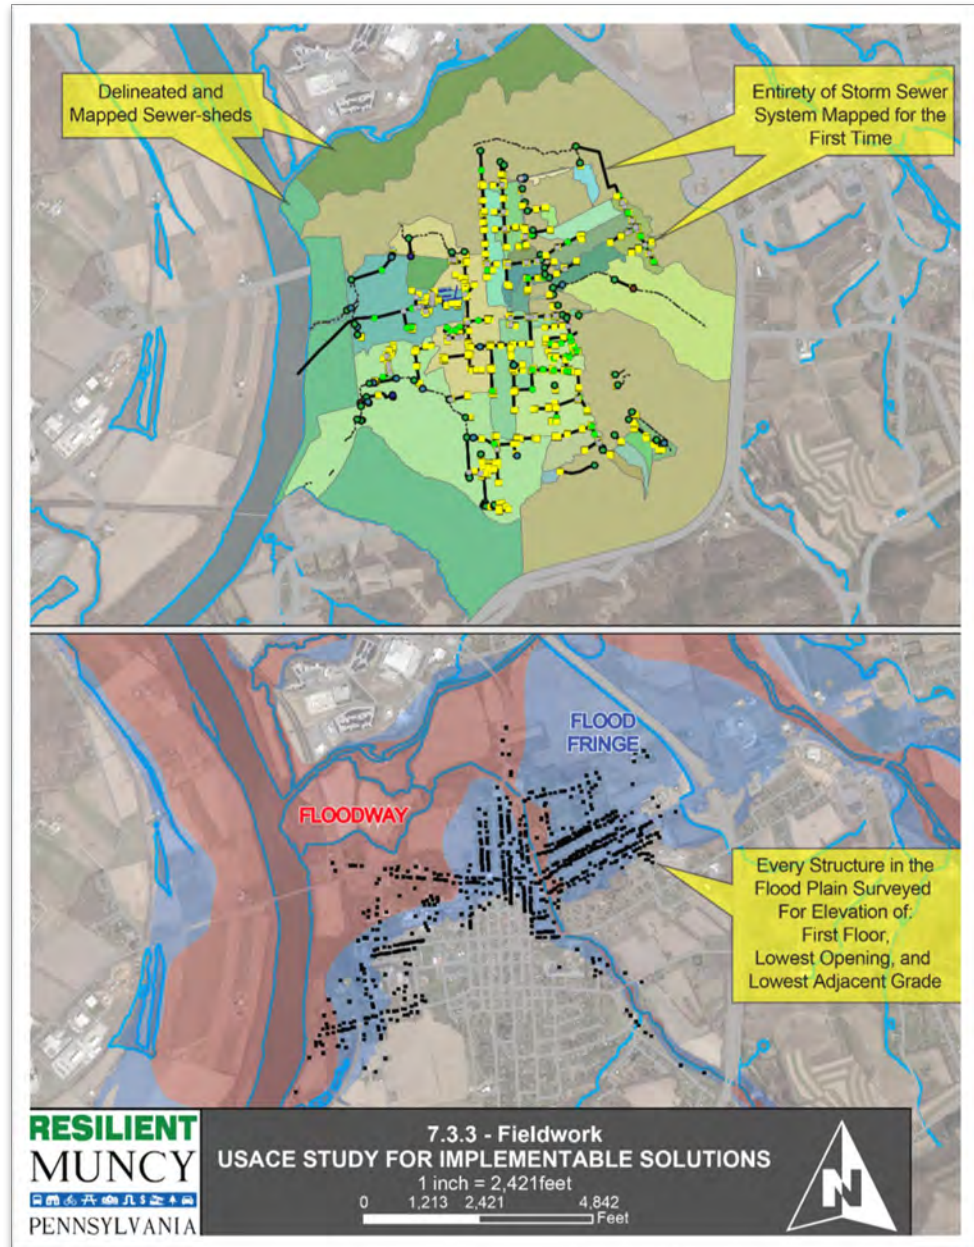 Delineated and
Mapped Sewer-sheds
Entirety of Storm Sewer
System Mapped for the
First Time
FLOOD
FRINGE
FLOODWAY
Every Structure in the
Flood Plain Surveyed
For Elevation of:
First Floor,
Lowest Opening, and
Lowest Adjacent Grade
RESILIENT
MUNCY
PENNSYLVANIA
7.3.3 - Fieldwork
USACE STUDY FOR IMPLEMENTABLE SOLUTIONS
1 inch = 2,421feet
0 1,213 2,421 4,842
Feet
N